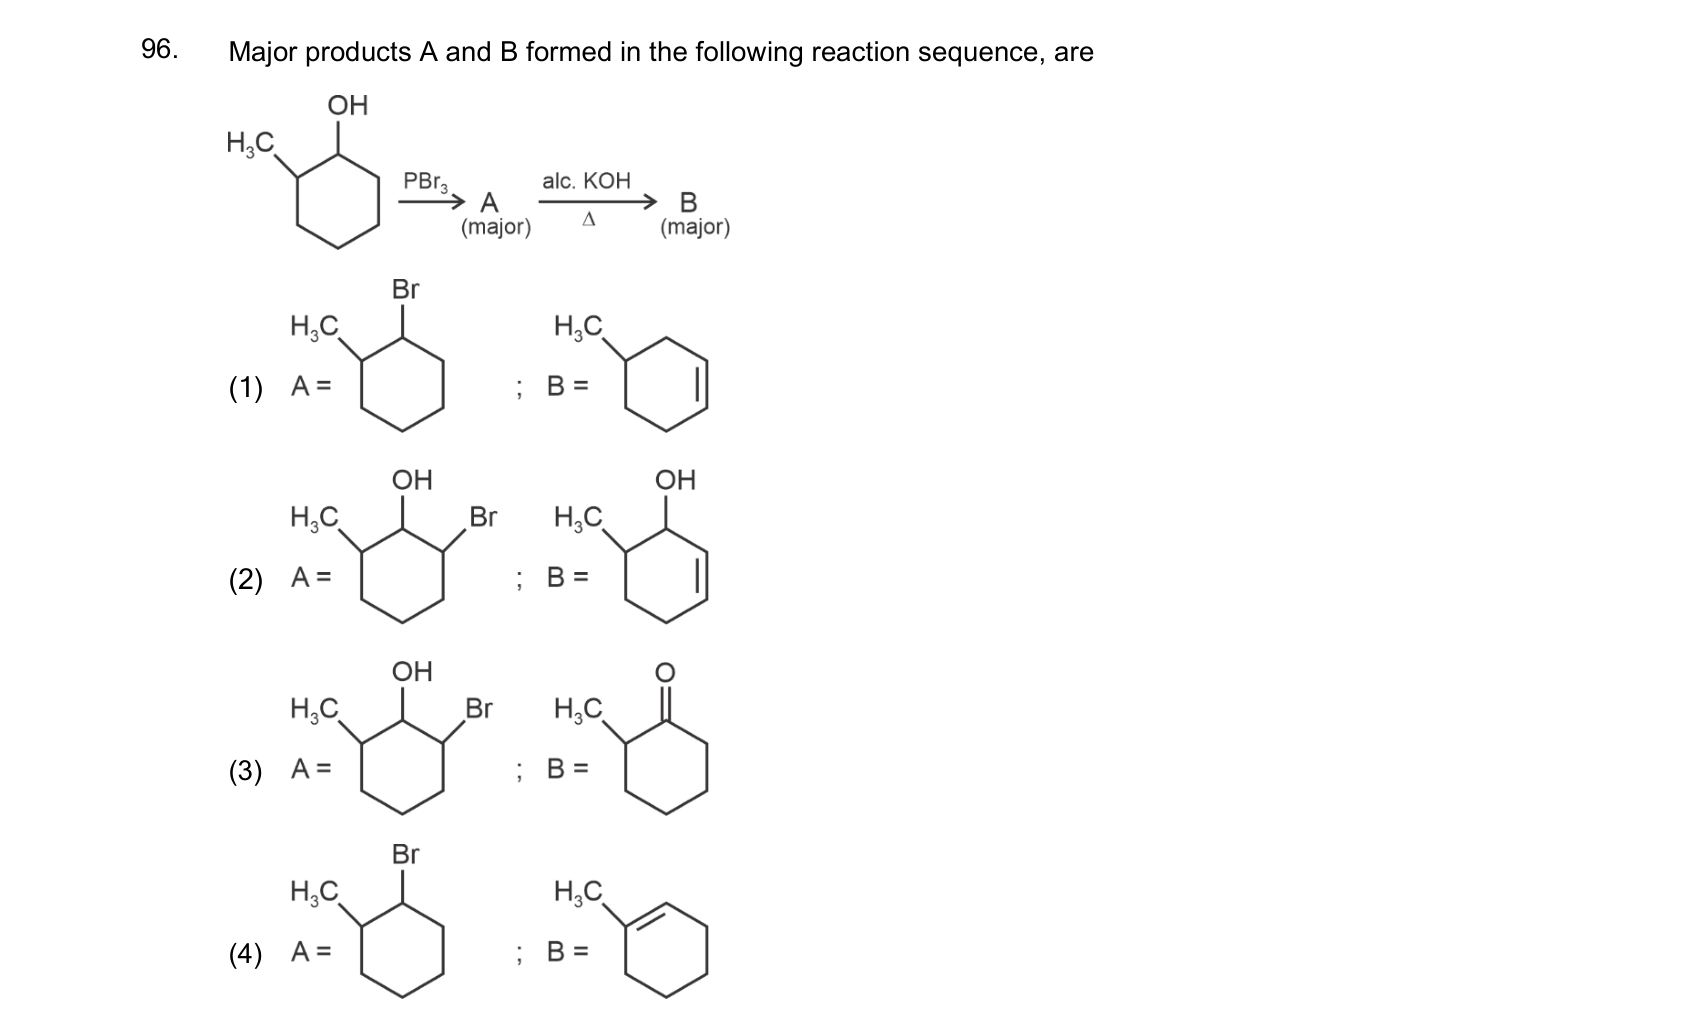 96. Major products A and B formed in the following reaction sequence, are
OH
H₃C
PBr₃ A alc. KOH B
(major) Δ (major)
Br
H₃C H₃C
(1) A = ; B =
OH OH
H₃C Br H₃C
(2) A = ; B =
OH O
H₃C Br H₃C
(3) A = ; B =
Br
H₃C H₃C
(4) A = ; B =